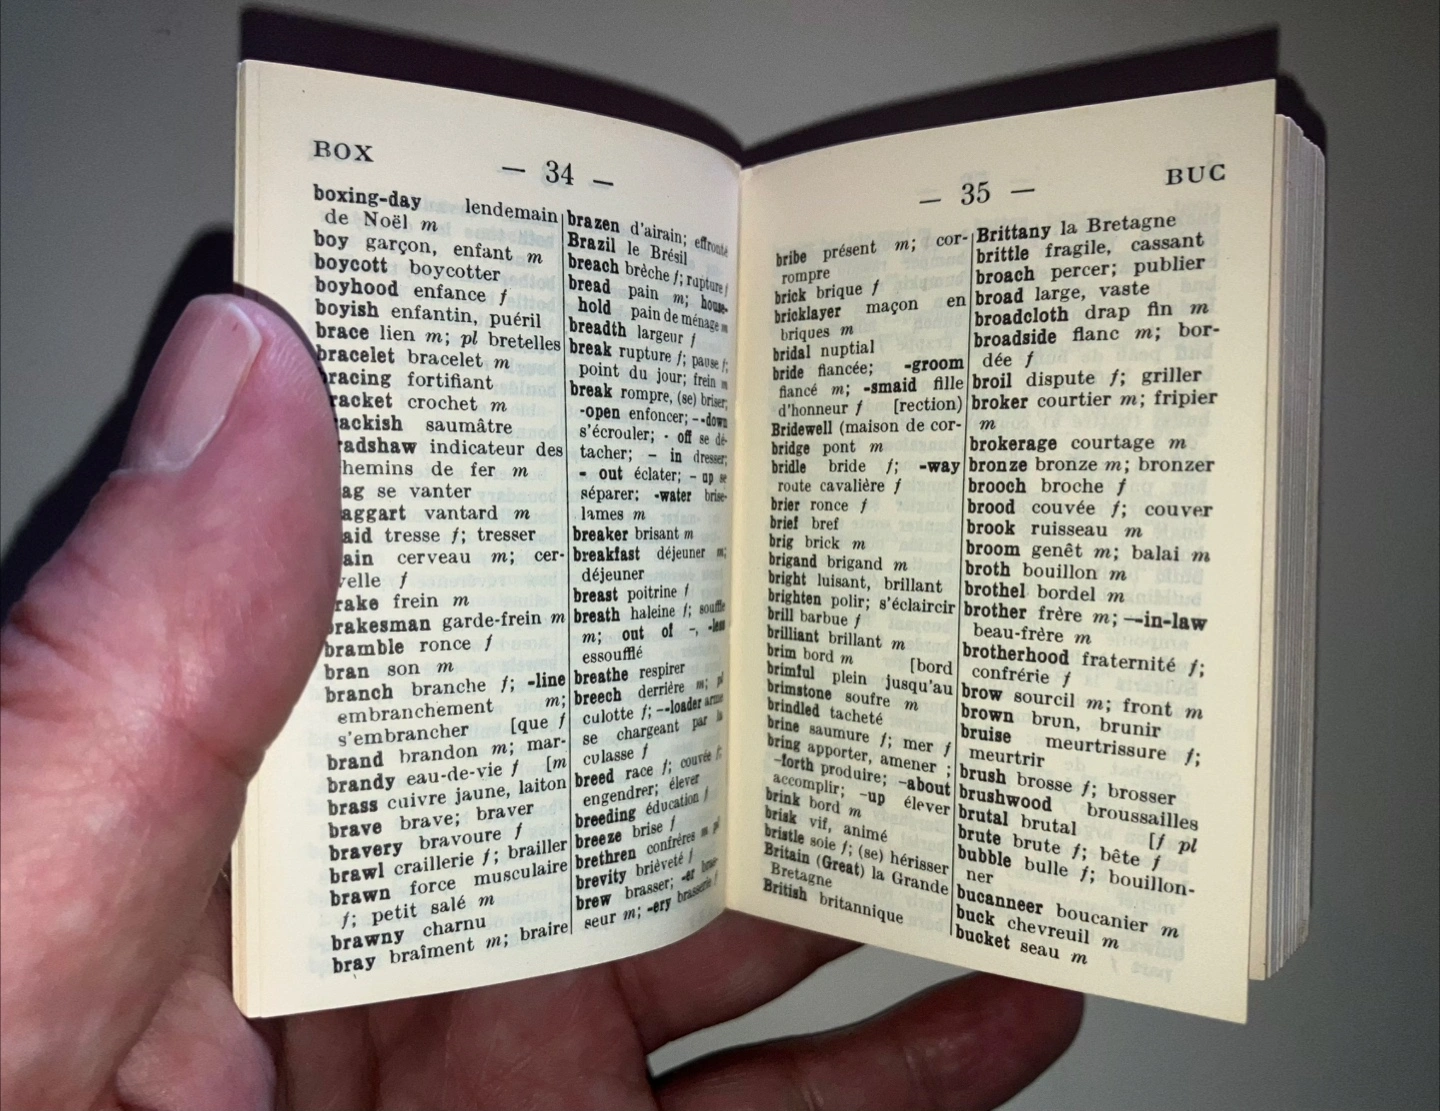 BOX
— 34 —
boxing-day lendemain
de Noël m
boy garçon, enfant m
boycott boycotter
boyhood enfance f
boyish enfantin, puéril
brace lien m; pl bretelles
bracelet bracelet m
racing fortifiant
racket crochet m
ackish saumâtre
radshaw indicateur des
hemins de fer m
ag se vanter
aggart vantard m
aid tresse f; tresser
ain cerveau m; cer-
velle f
rake frein m
brakesman garde-frein m
bramble ronce f
bran son m
branch branche f; -line
embranchement m;
s'embrancher [que f
brand brandon m; mar-
brandy eau-de-vie f [m
brass cuivre jaune, laiton
brave brave; braver
bravery bravoure f
brawl craillerie f; brailler
brawn force musculaire
f; petit salé m
brawny charnu
bray braîment m; braire
brazen d'airain; effronté
Brazil le Brésil
breach brèche f; rupture f
bread pain m; house-
hold pain de ménage m
breadth largeur f
break rupture f; pause f;
point du jour; frein m
break rompre, (se) briser;
-open enfoncer; --down
s'écrouler; - off se dé-
tacher; - in dresser;
- out éclater; - up se
séparer; -water brise-
lames m
breaker brisant m
breakfast déjeuner m;
déjeuner
breast poitrine f
breath haleine f; souffle
m; out of -, -less
essoufflé
breathe respirer
breech derrière m; pl
culotte f; --loader arme
se chargeant par la
culasse f
breed race f; couvée f;
engendrer; élever
breeding éducation f
breeze brise f
brethren confrères m pl
brevity brièveté f
brew brasser; -er bras-
seur m; -ery brasserie f
— 35 —
BUC
bribe présent m; cor-
rompre
brick brique f
bricklayer maçon en
briques m
bridal nuptial
bride fiancée; -groom
fiancé m; -smaid fille
d'honneur f [rection)
Bridewell (maison de cor-
bridge pont m
bridle bride f; -way
route cavalière f
brier ronce f
brief bref
brig brick m
brigand brigand m
bright luisant, brillant
brighten polir; s'éclaircir
brill barbue f
brilliant brillant m
brim bord m [bord
brimful plein jusqu'au
brimstone soufre m
brindled tacheté
brine saumure f; mer f
bring apporter, amener ;
-forth produire; -about
accomplir; -up élever
brink bord m
brisk vif, animé
bristle soie f; (se) hérisser
Britain (Great) la Grande
Bretagne
British britannique
Brittany la Bretagne
brittle fragile, cassant
broach percer; publier
broad large, vaste
broadcloth drap fin m
broadside flanc m; bor-
dée f
broil dispute f; griller
broker courtier m; fripier
m
brokerage courtage m
bronze bronze m; bronzer
brooch broche f
brood couvée f; couver
brook ruisseau m
broom genêt m; balai m
broth bouillon m
brothel bordel m
brother frère m; —in-law
beau-frère m
brotherhood fraternité f;
confrérie f
brow sourcil m; front m
brown brun, brunir
bruise meurtrissure f;
meurtrir
brush brosse f; brosser
brushwood broussailles
brutal brutal [f pl
brute brute f; bête f
bubble bulle f; bouillon-
ner
bucanneer boucanier m
buck chevreuil m
bucket seau m